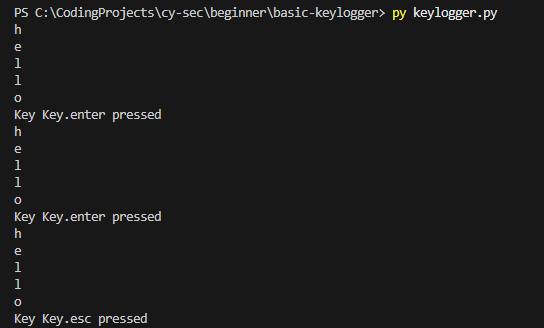 PS C:\CodingProjects\cy-sec\beginner\basic-keylogger> py keylogger.py
h
e
l
l
o
Key Key.enter pressed
h
e
l
l
o
Key Key.enter pressed
h
e
l
l
o
Key Key.esc pressed